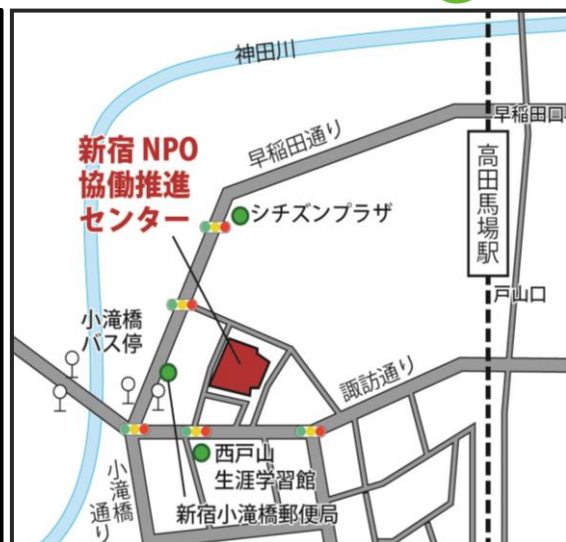 神田川
早稲田通り
早稲田口
新宿 NPO
協働推進
センター
高田馬場駅
シチズンプラザ
戸山口
小滝橋
バス停
諏訪通り
西戸山
生涯学習館
小滝橋
通り
新宿小滝橋郵便局